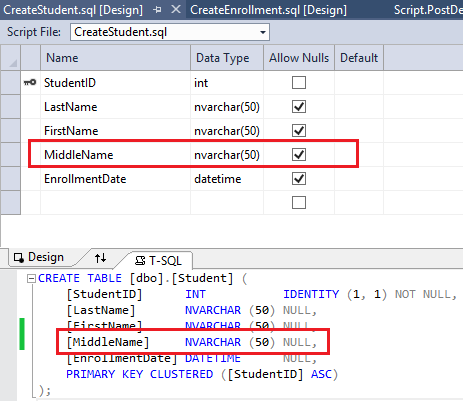 CreateStudent.sql [Design] CreateEnrollment.sql [Design] Script.PostDe
Script File: CreateStudent.sql
Name Data Type Allow Nulls Default
StudentID int
LastName nvarchar(50)
FirstName nvarchar(50)
MiddleName nvarchar(50)
EnrollmentDate datetime
Design T-SQL
CREATE TABLE [dbo].[Student] (
[StudentID] INT IDENTITY (1, 1) NOT NULL,
[LastName] NVARCHAR (50) NULL,
[FirstName] NVARCHAR (50) NULL,
[MiddleName] NVARCHAR (50) NULL,
[EnrollmentDate] DATETIME NULL,
PRIMARY KEY CLUSTERED ([StudentID] ASC)
);